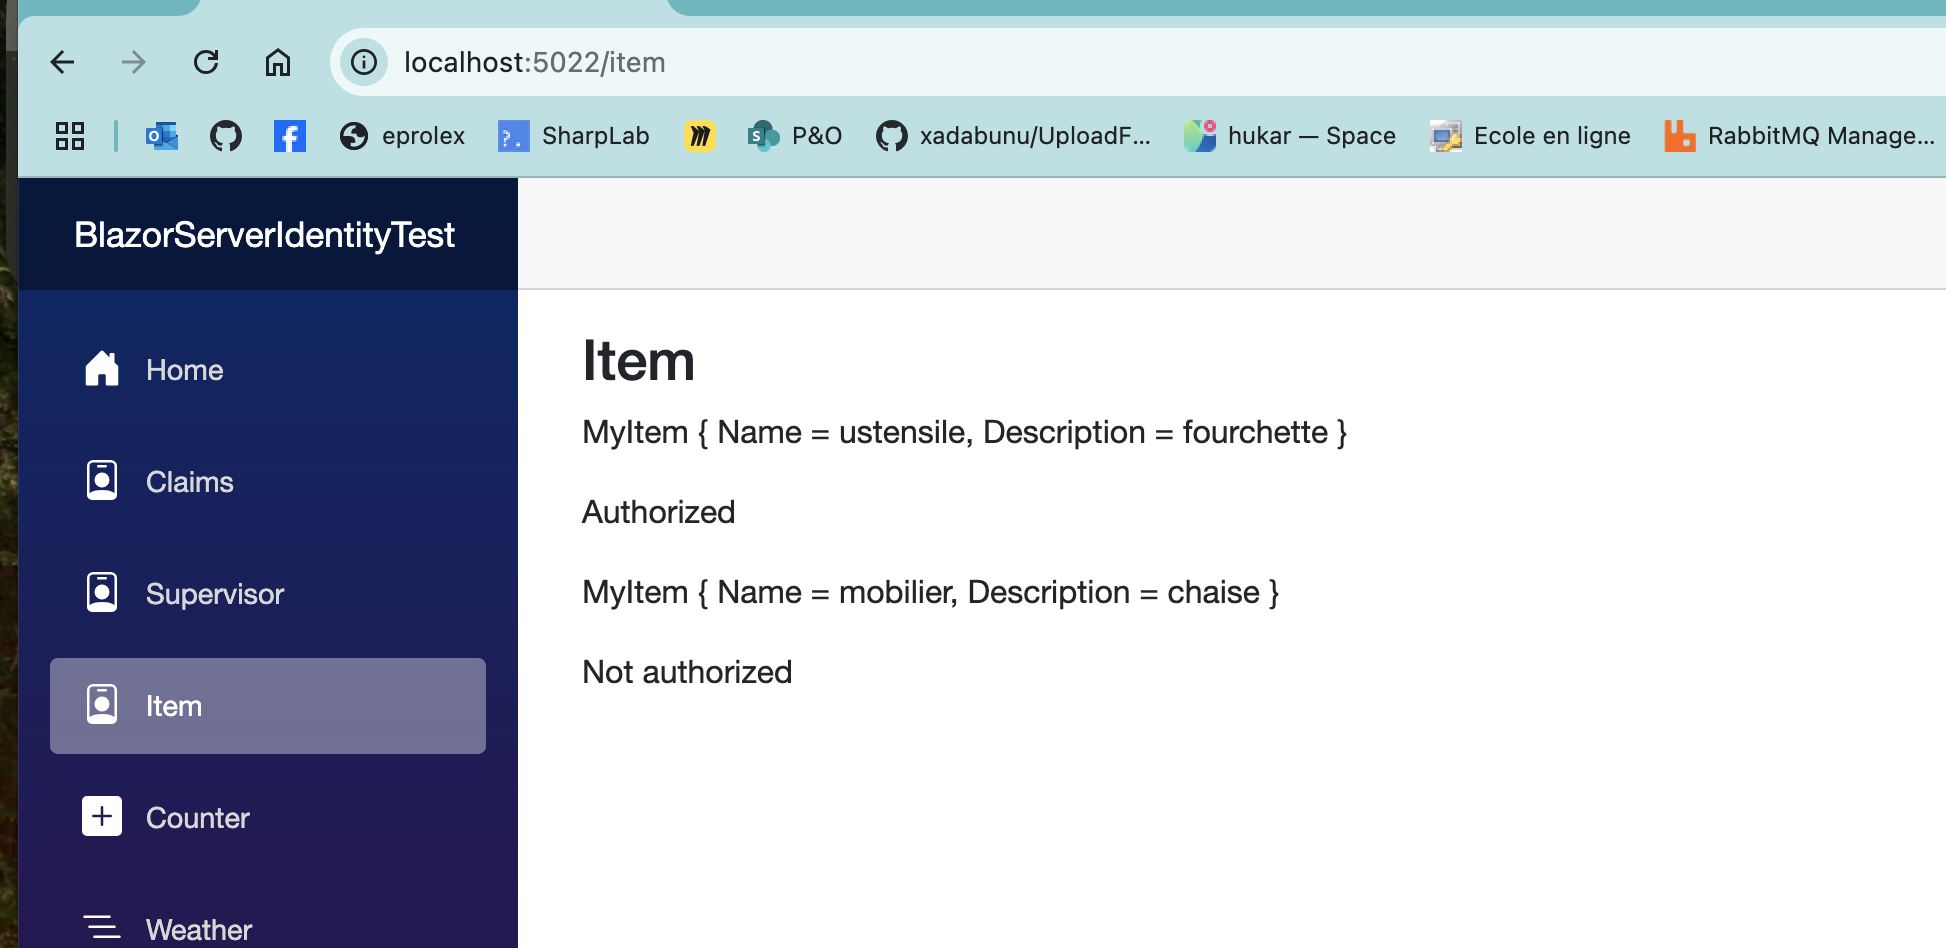 localhost:5022/item
eprolex
SharpLab
P&O
xadabunu/UploadF...
hukar — Space
Ecole en ligne
RabbitMQ Manage...
BlazorServerIdentityTest
Home
Claims
Supervisor
Item
Counter
Weather
Item
MyItem { Name = ustensile, Description = fourchette }
Authorized
MyItem { Name = mobilier, Description = chaise }
Not authorized